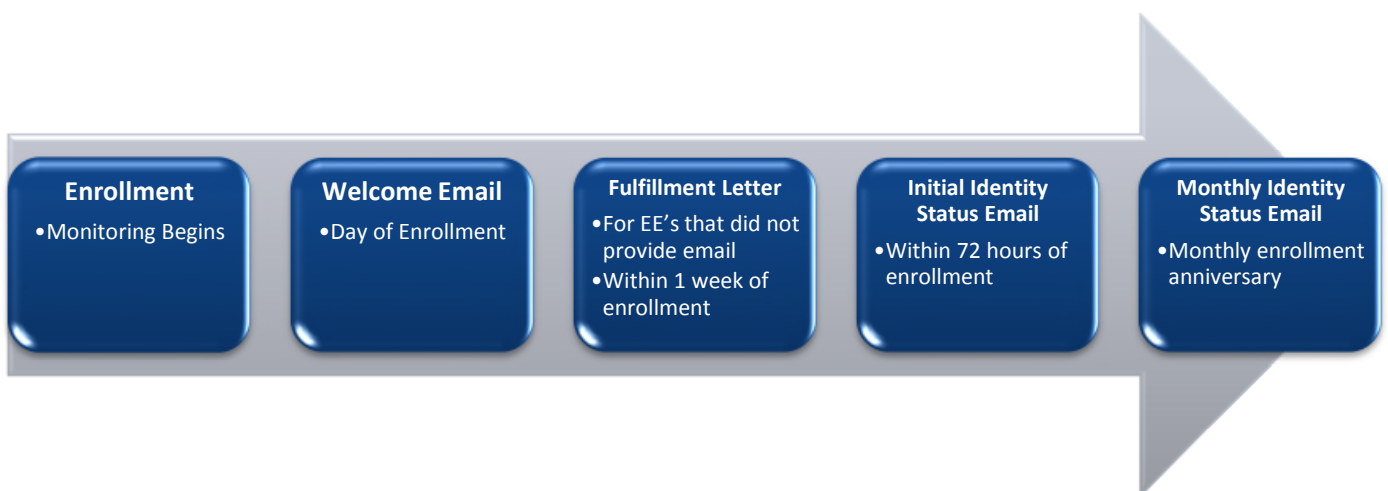 Enrollment
•Monitoring Begins
Welcome Email
•Day of Enrollment
Fulfillment Letter
•For EE's that did not
provide email
•Within 1 week of
enrollment
Initial Identity
Status Email
•Within 72 hours of
enrollment
Monthly Identity
Status Email
•Monthly enrollment
anniversary